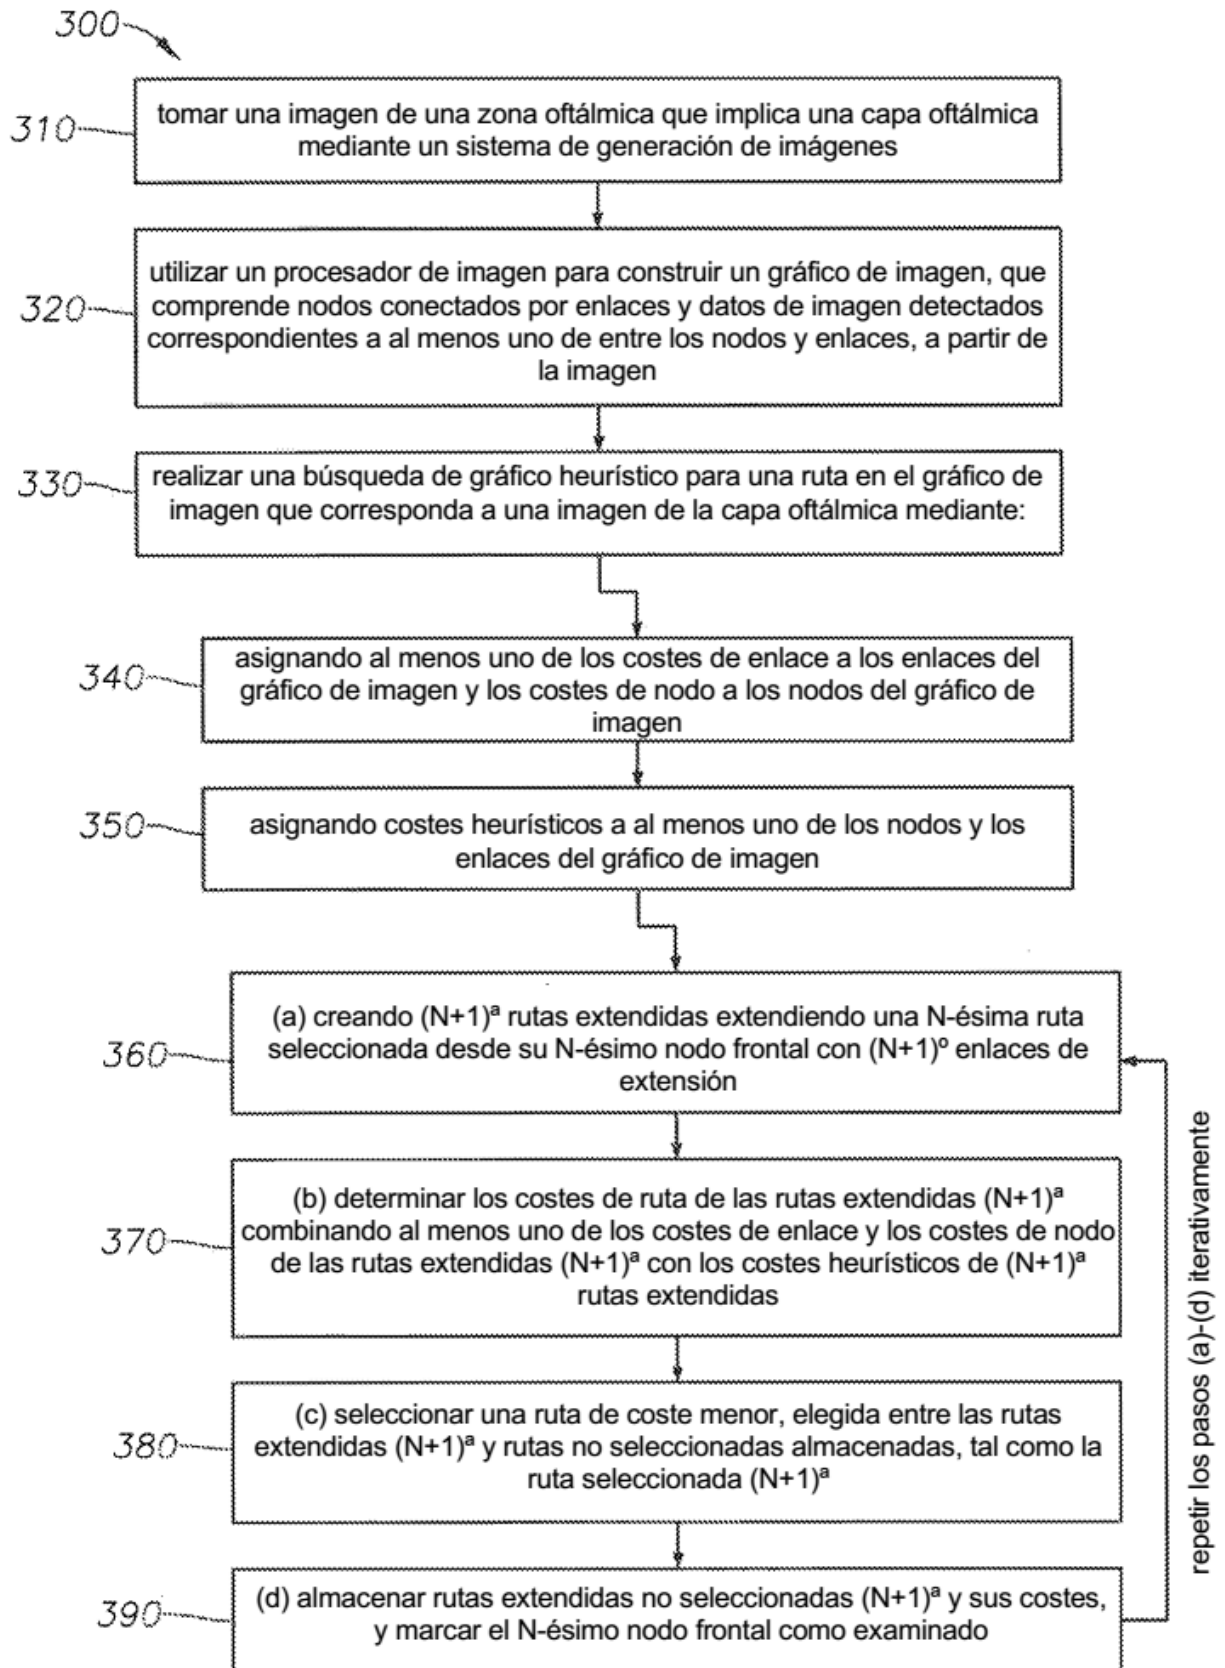 300
310
tomar una imagen de una zona oftálmica que implica una capa oftálmica
mediante un sistema de generación de imágenes
320
utilizar un procesador de imagen para construir un gráfico de imagen, que
comprende nodos conectados por enlaces y datos de imagen detectados
correspondientes a al menos uno de entre los nodos y enlaces, a partir de
la imagen
330
realizar una búsqueda de gráfico heurístico para una ruta en el gráfico de
imagen que corresponda a una imagen de la capa oftálmica mediante:
340
asignando al menos uno de los costes de enlace a los enlaces del
gráfico de imagen y los costes de nodo a los nodos del gráfico de
imagen
350
asignando costes heurísticos a al menos uno de los nodos y los
enlaces del gráfico de imagen
360
(a) creando (N+1)ª rutas extendidas extendiendo una N-ésima ruta
seleccionada desde su N-ésimo nodo frontal con (N+1)º enlaces de
extensión
370
(b) determinar los costes de ruta de las rutas extendidas (N+1)ª
combinando al menos uno de los costes de enlace y los costes de nodo
de las rutas extendidas (N+1)ª con los costes heurísticos de (N+1)ª
rutas extendidas
380
(c) seleccionar una ruta de coste menor, elegida entre las rutas
extendidas (N+1)ª y rutas no seleccionadas almacenadas, tal como la
ruta seleccionada (N+1)ª
390
(d) almacenar rutas extendidas no seleccionadas (N+1)ª y sus costes,
y marcar el N-ésimo nodo frontal como examinado
repetir los pasos (a)-(d) iterativamente